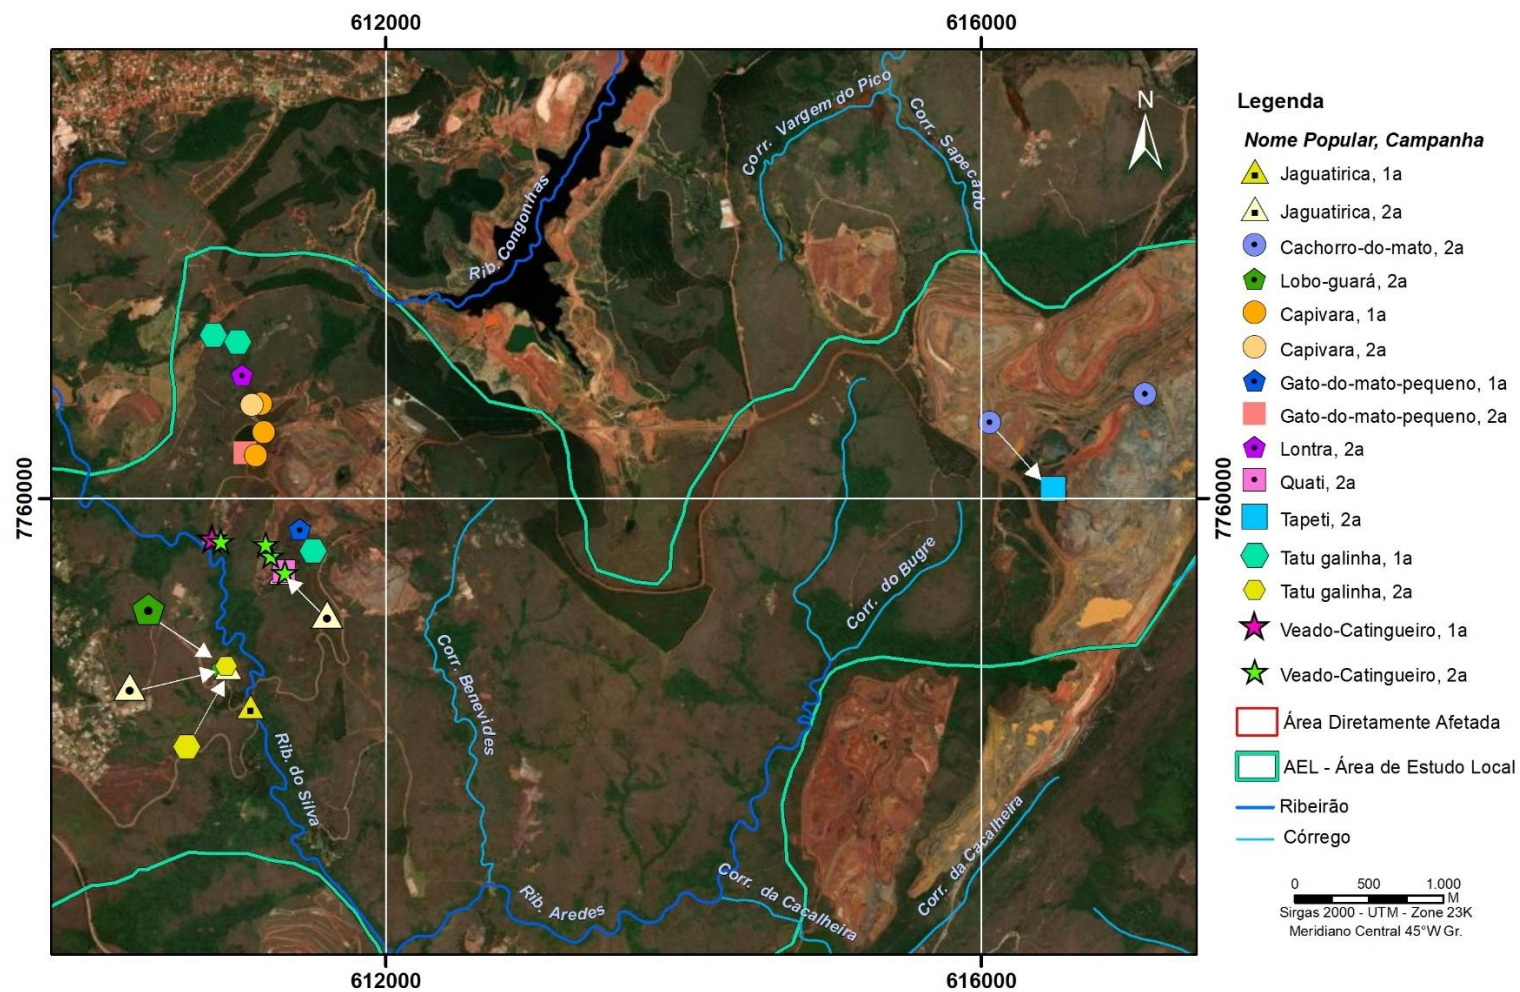 612000
616000
Corr. Vargem do Pico
Corr. Sapecado
N
Rib. Congonhas
7760000
7760000
Corr. do Bugre
Corr. Benevides
Rib. do Silva
Rib. Aredes
Corr. da Cacalheira
Corr. da Cacalheira
612000
616000
Legenda
Nome Popular, Campanha
Jaguatirica, 1a
Jaguatirica, 2a
Cachorro-do-mato, 2a
Lobo-guará, 2a
Capivara, 1a
Capivara, 2a
Gato-do-mato-pequeno, 1a
Gato-do-mato-pequeno, 2a
Lontra, 2a
Quati, 2a
Tapeti, 2a
Tatu galinha, 1a
Tatu galinha, 2a
Veado-Catingueiro, 1a
Veado-Catingueiro, 2a
Área Diretamente Afetada
AEL - Área de Estudo Local
Ribeirão
Córrego
0 500 1.000
M
Sirgas 2000 - UTM - Zone 23K
Meridiano Central 45°W Gr.